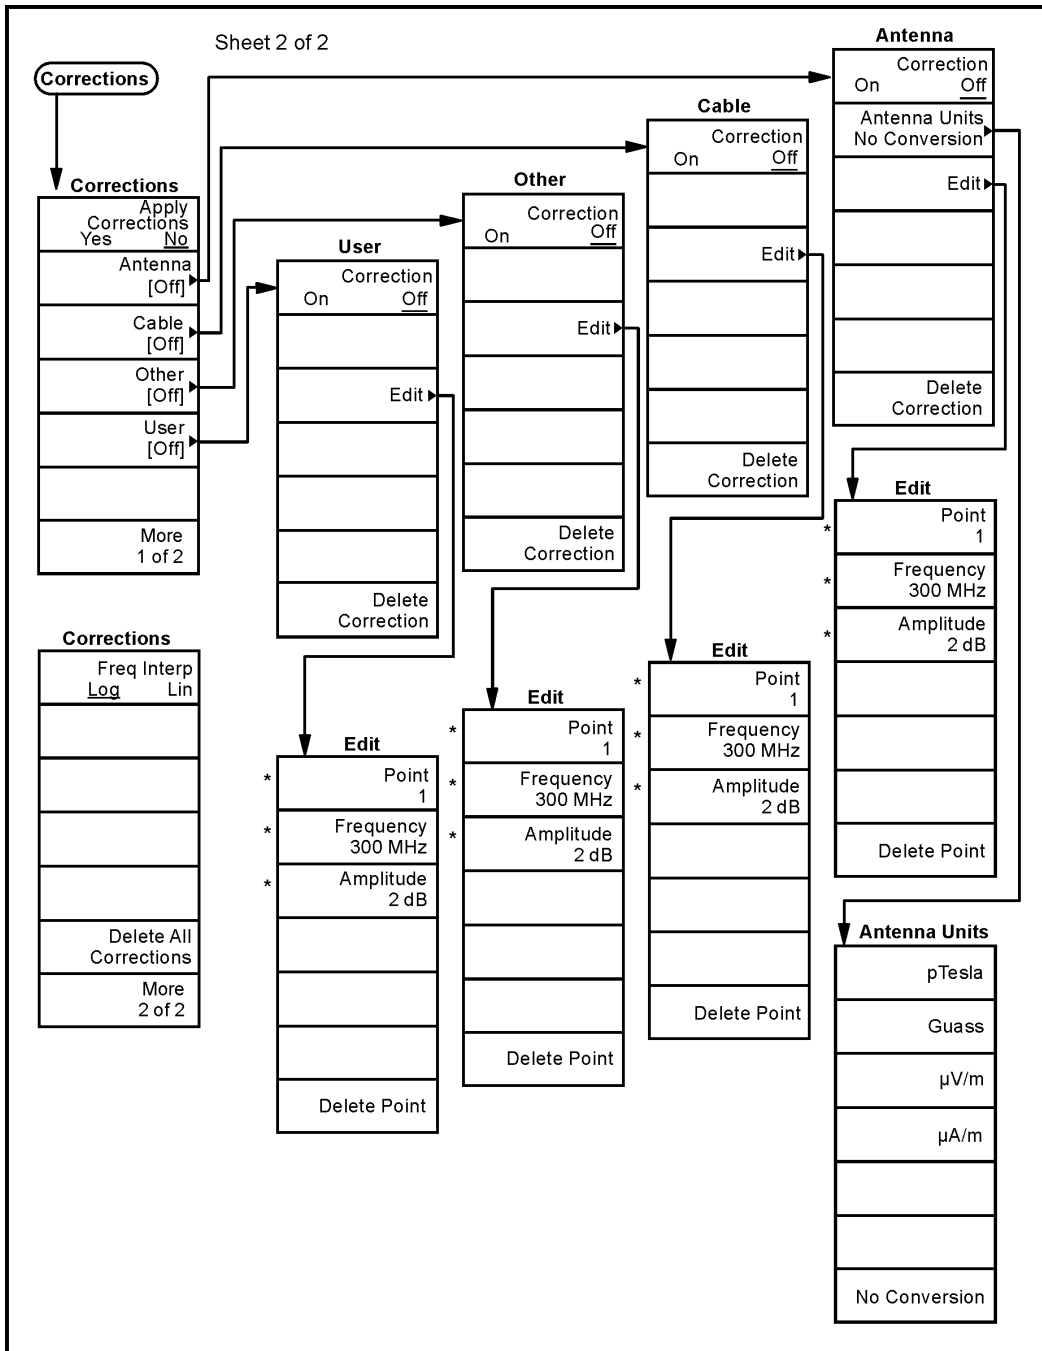 Sheet 2 of 2
Corrections
Corrections
Apply
Corrections
Yes No
Antenna
[Off]
Cable
[Off]
Other
[Off]
User
[Off]
More
1 of 2
Corrections
Freq Interp
Log Lin
Delete All
Corrections
More
2 of 2
User
Correction
On Off
Edit
Delete
Correction
Edit
* Point
1
* Frequency
300 MHz
* Amplitude
2 dB
Delete Point
Other
Correction
On Off
Edit
Delete
Correction
Edit
* Point
1
* Frequency
300 MHz
* Amplitude
2 dB
Delete Point
Cable
Correction
On Off
Edit
Delete
Correction
Edit
* Point
1
* Frequency
300 MHz
* Amplitude
2 dB
Delete Point
Antenna
Correction
On Off
Antenna Units
No Conversion
Edit
Delete
Correction
Edit
* Point
1
* Frequency
300 MHz
* Amplitude
2 dB
Delete Point
Antenna Units
pTesla
Guass
µV/m
µA/m
No Conversion